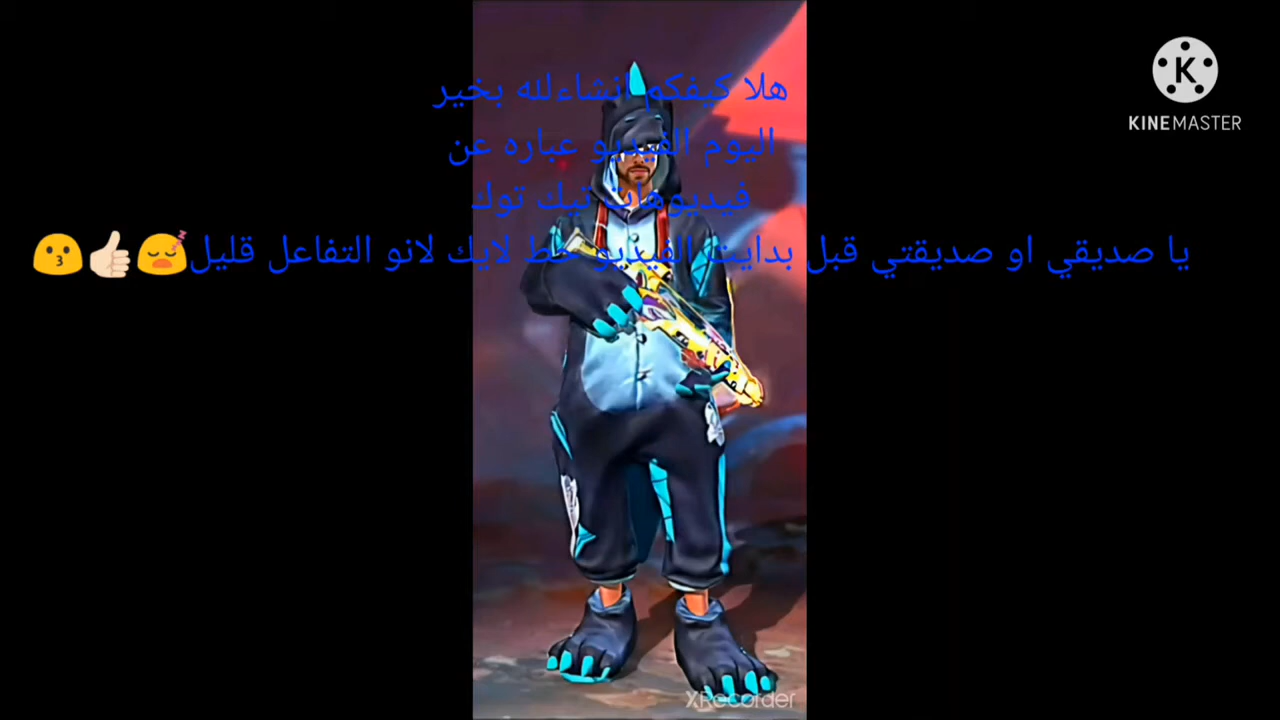 هلا كيفكم انشاءلله بخير
اليوم الفيديو عباره عن
فيديوهات تيك توك
يا صديقي او صديقتي قبل بدايت الفيديو حط لايك لانو التفاعل قليل😴👍🏻😗
K
KINEMASTER
XRecorder